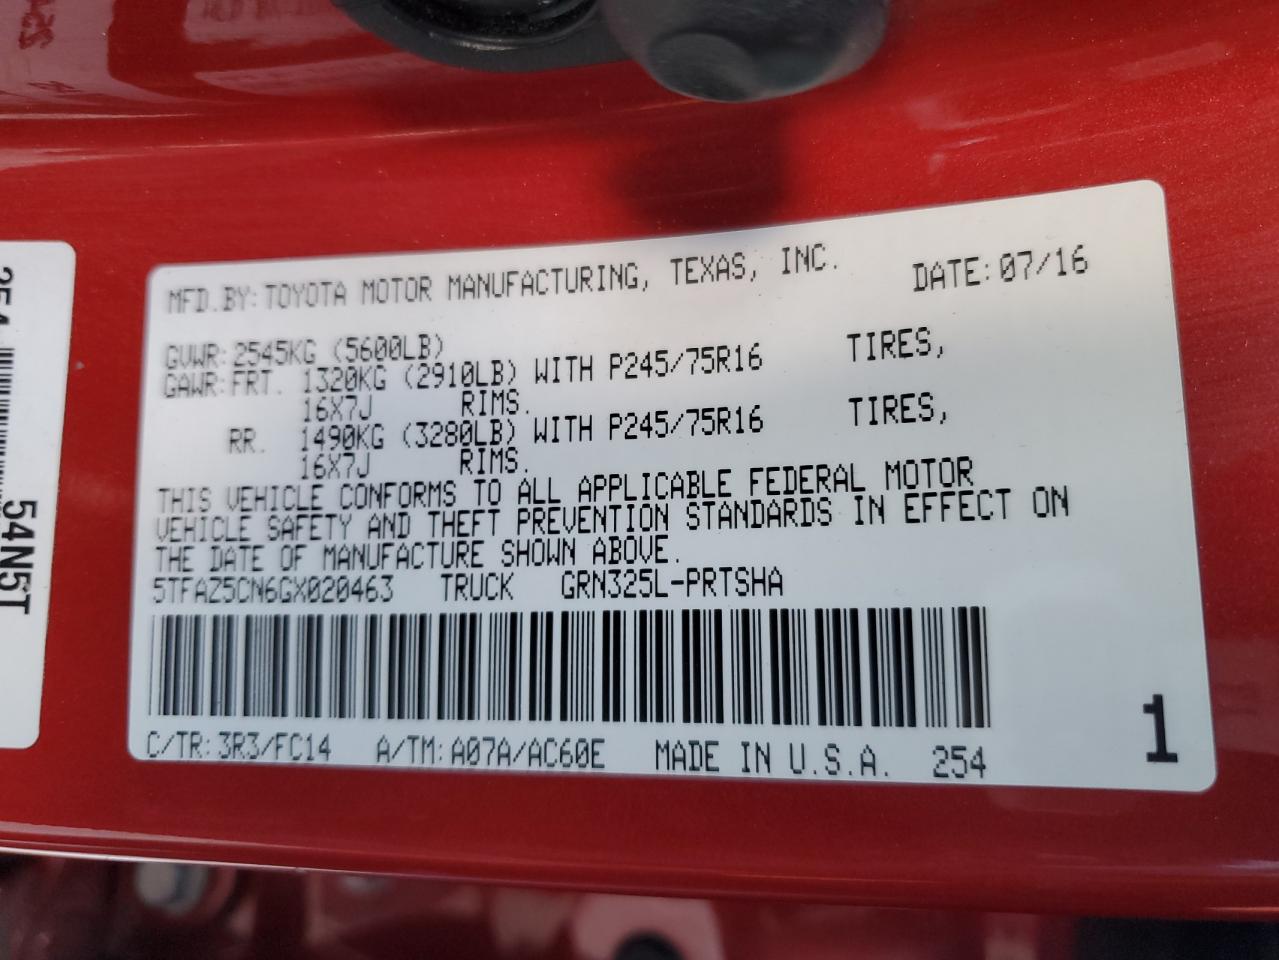 MFD.BY:TOYOTA MOTOR MANUFACTURING, TEXAS, INC. DATE:07/16
GVWR:2545KG (5600LB)
GAWR:FRT. 1320KG (2910LB) WITH P245/75R16 TIRES,
16X7J RIMS.
RR. 1490KG (3280LB) WITH P245/75R16 TIRES,
16X7J RIMS.
THIS VEHICLE CONFORMS TO ALL APPLICABLE FEDERAL MOTOR
VEHICLE SAFETY AND THEFT PREVENTION STANDARDS IN EFFECT ON
THE DATE OF MANUFACTURE SHOWN ABOVE.
5TFAZ5CN6GX020463 TRUCK GRN325L-PRTSHA
C/TR:3R3/FC14 A/TM:A07A/AC60E MADE IN U.S.A. 254
1
254
54N5T